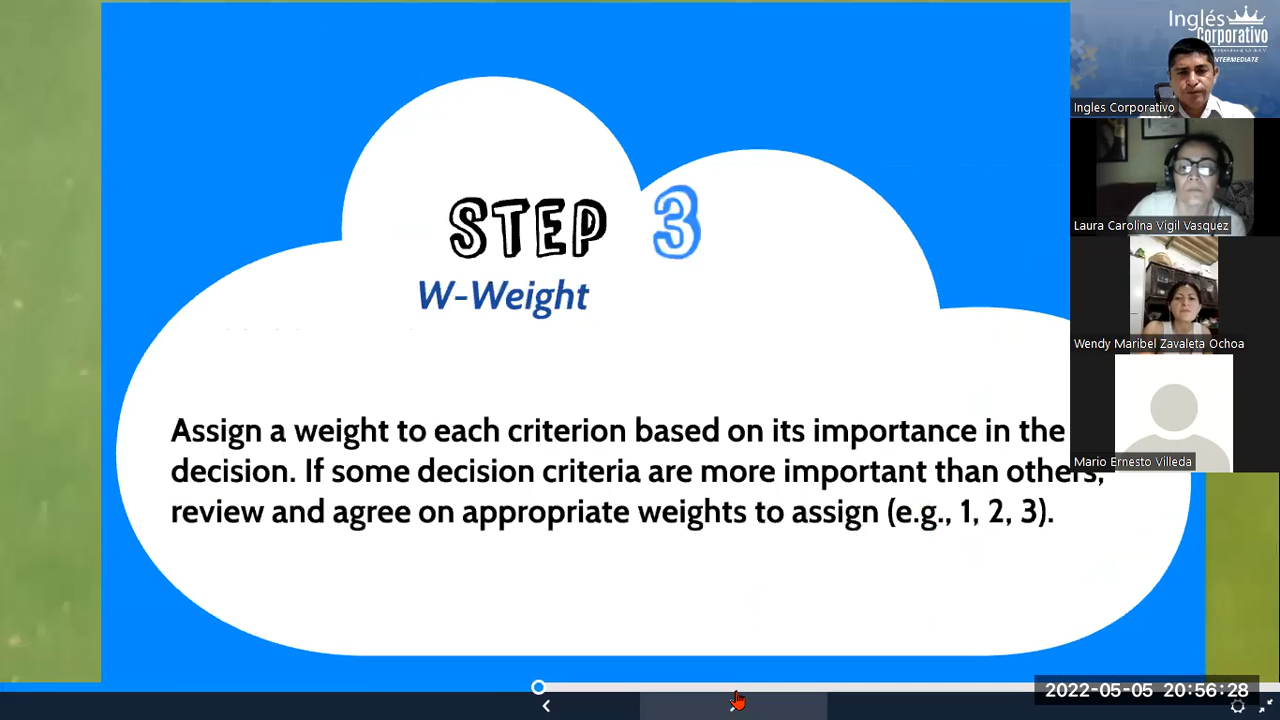 STEP 3
W-Weight
Assign a weight to each criterion based on its importance in the
decision. If some decision criteria are more important than others,
review and agree on appropriate weights to assign (e.g., 1, 2, 3).
Inglés
Corporativo
INTERMEDIATE
Ingles Corporativo
Laura Carolina Vigil Vasquez
Wendy Maribel Zavaleta Ochoa
Mario Ernesto Villeda
2022-05-05 20:56:28